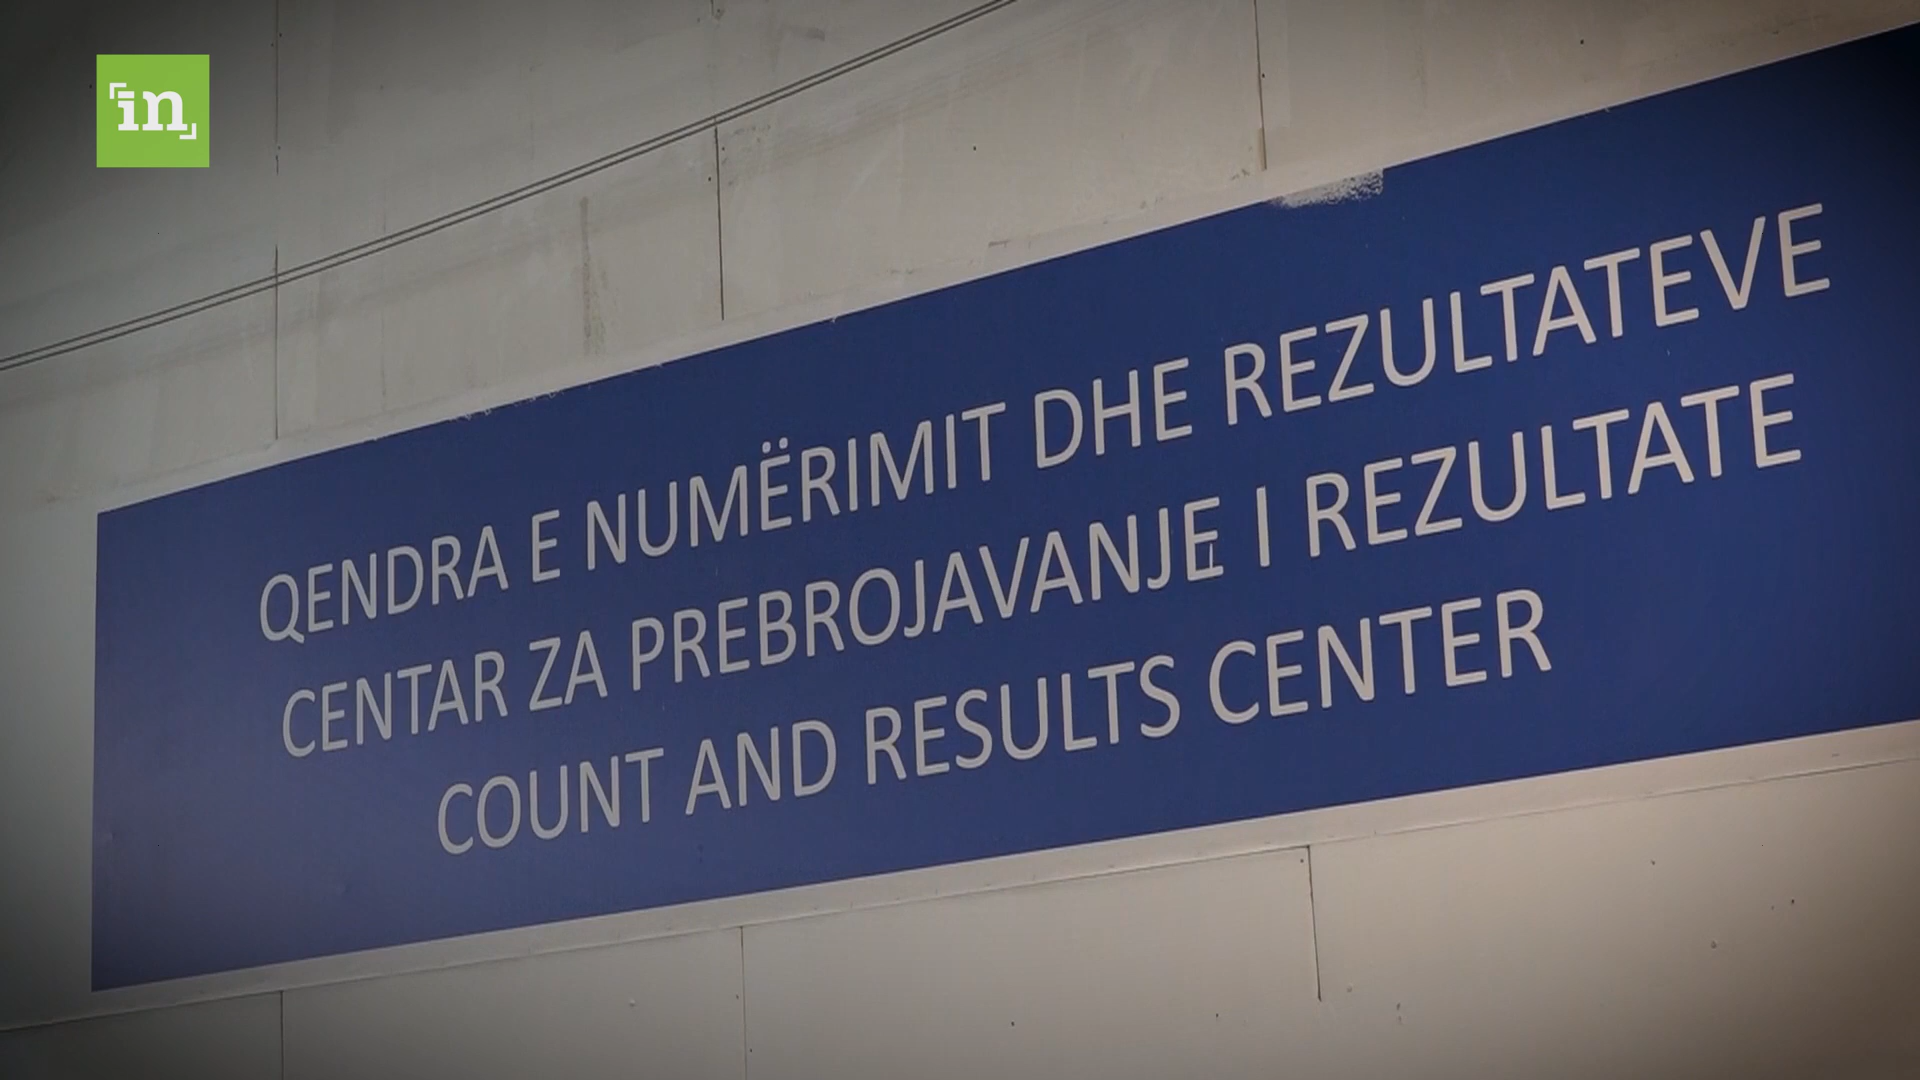 in
QENDRA E NUMËRIMIT DHE REZULTATEVE
CENTAR ZA PREBROJAVANJE I REZULTATE
COUNT AND RESULTS CENTER